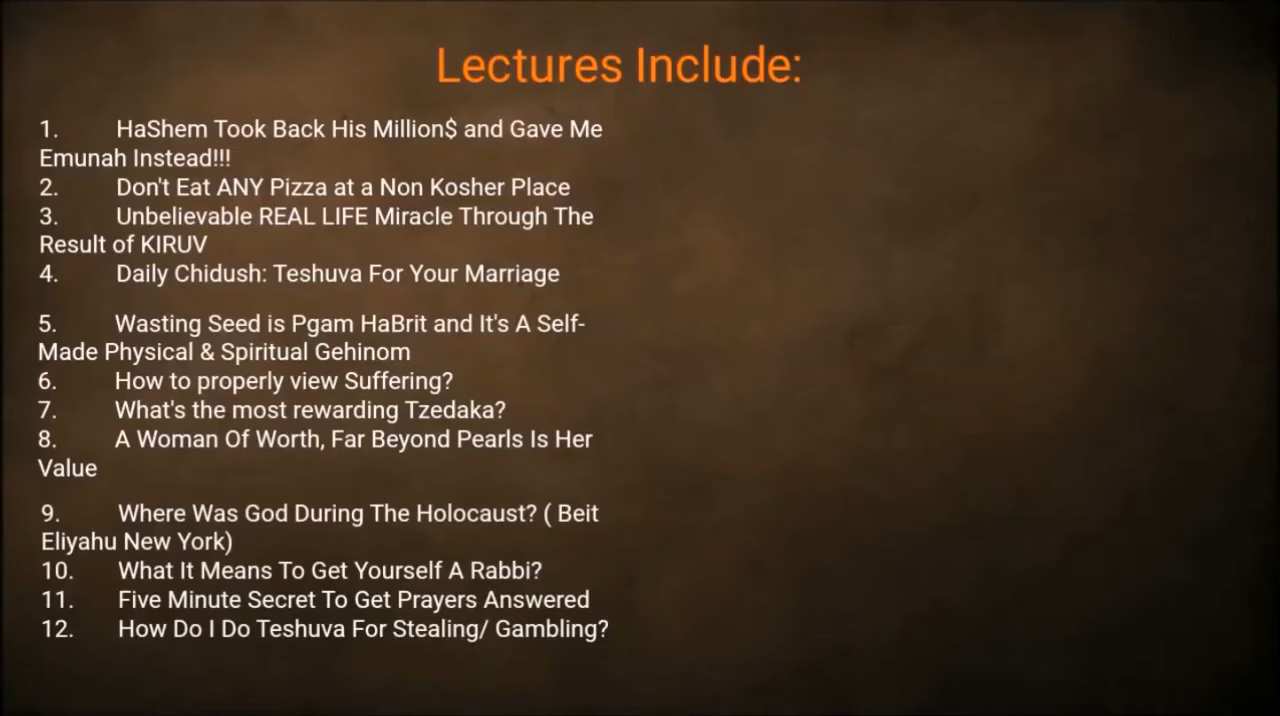 Lectures Include:
1. HaShem Took Back His Million$ and Gave Me
Emunah Instead!!!
2. Don't Eat ANY Pizza at a Non Kosher Place
3. Unbelievable REAL LIFE Miracle Through The
Result of KIRUV
4. Daily Chidush: Teshuva For Your Marriage
5. Wasting Seed is Pgam HaBrit and It's A Self-
Made Physical & Spiritual Gehinom
6. How to properly view Suffering?
7. What's the most rewarding Tzedaka?
8. A Woman Of Worth, Far Beyond Pearls Is Her
Value
9. Where Was God During The Holocaust? ( Beit
Eliyahu New York)
10. What It Means To Get Yourself A Rabbi?
11. Five Minute Secret To Get Prayers Answered
12. How Do I Do Teshuva For Stealing/ Gambling?